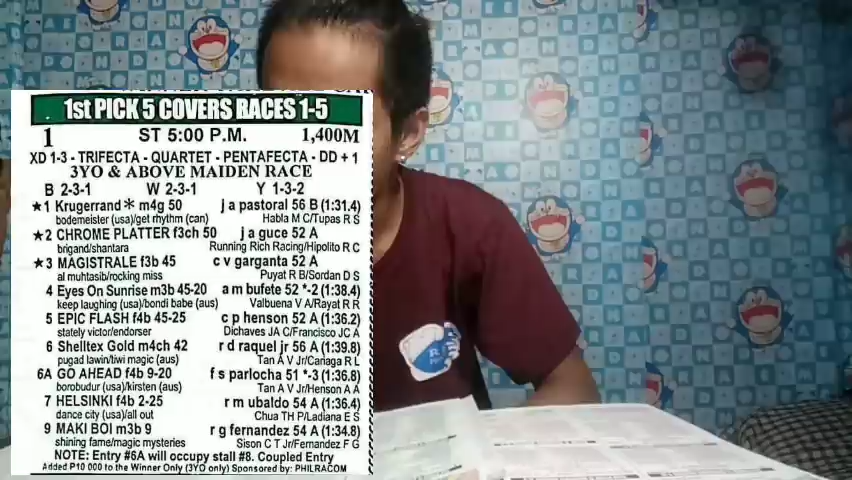 1st PICK 5 COVERS RACES 1-5
1 ST 5:00 P.M. 1,400M
XD 1-3 - TRIFECTA - QUARTET - PENTAFECTA - DD + 1
3YO & ABOVE MAIDEN RACE
B 2-3-1 W 2-3-1 Y 1-3-2
★1 Krugerrand * m4g 50 j a pastoral 56 B (1:31.4)
bodemeister (usa)/get rhythm (can) Habla M C/Tupas R S
★2 CHROME PLATTER f3ch 50 j a guce 52 A
brigand/shantara Running Rich Racing/Hipolito R C
★3 MAGISTRALE f3b 45 c v garganta 52 A
al muhtasib/rocking miss Puyat R B/Sordan D S
4 Eyes On Sunrise m3b 45-20 a m bufete 52 *-2 (1:38.4)
keep laughing (usa)/bondi babe (aus) Valbuena V A/Rayat R R
5 EPIC FLASH f4b 45-25 c p henson 52 A (1:36.2)
stately victor/endorser Dichaves JA C/Francisco JC A
6 Shelltex Gold m4ch 42 r d raquel jr 56 A (1:39.8)
pugad lawin/tiwi magic (aus) Tan A V Jr/Cariaga R L
6A GO AHEAD f4b 9-20 f s parlocha 51 *-3 (1:36.8)
borobudur (usa)/kirsten (aus) Tan A V Jr/Henson A A
7 HELSINKI f4b 2-25 r m ubaldo 54 A (1:36.4)
dance city (usa)/all out Chua TH P/Ladiana E S
9 MAKI BOI m3b 9 r g fernandez 54 A (1:34.8)
shining fame/magic mysteries Sison C T Jr/Fernandez F G
NOTE: Entry #6A will occupy stall #8. Coupled Entry
Added P10 000 to the Winner Only (3YO only) Sponsored by: PHILRACOM